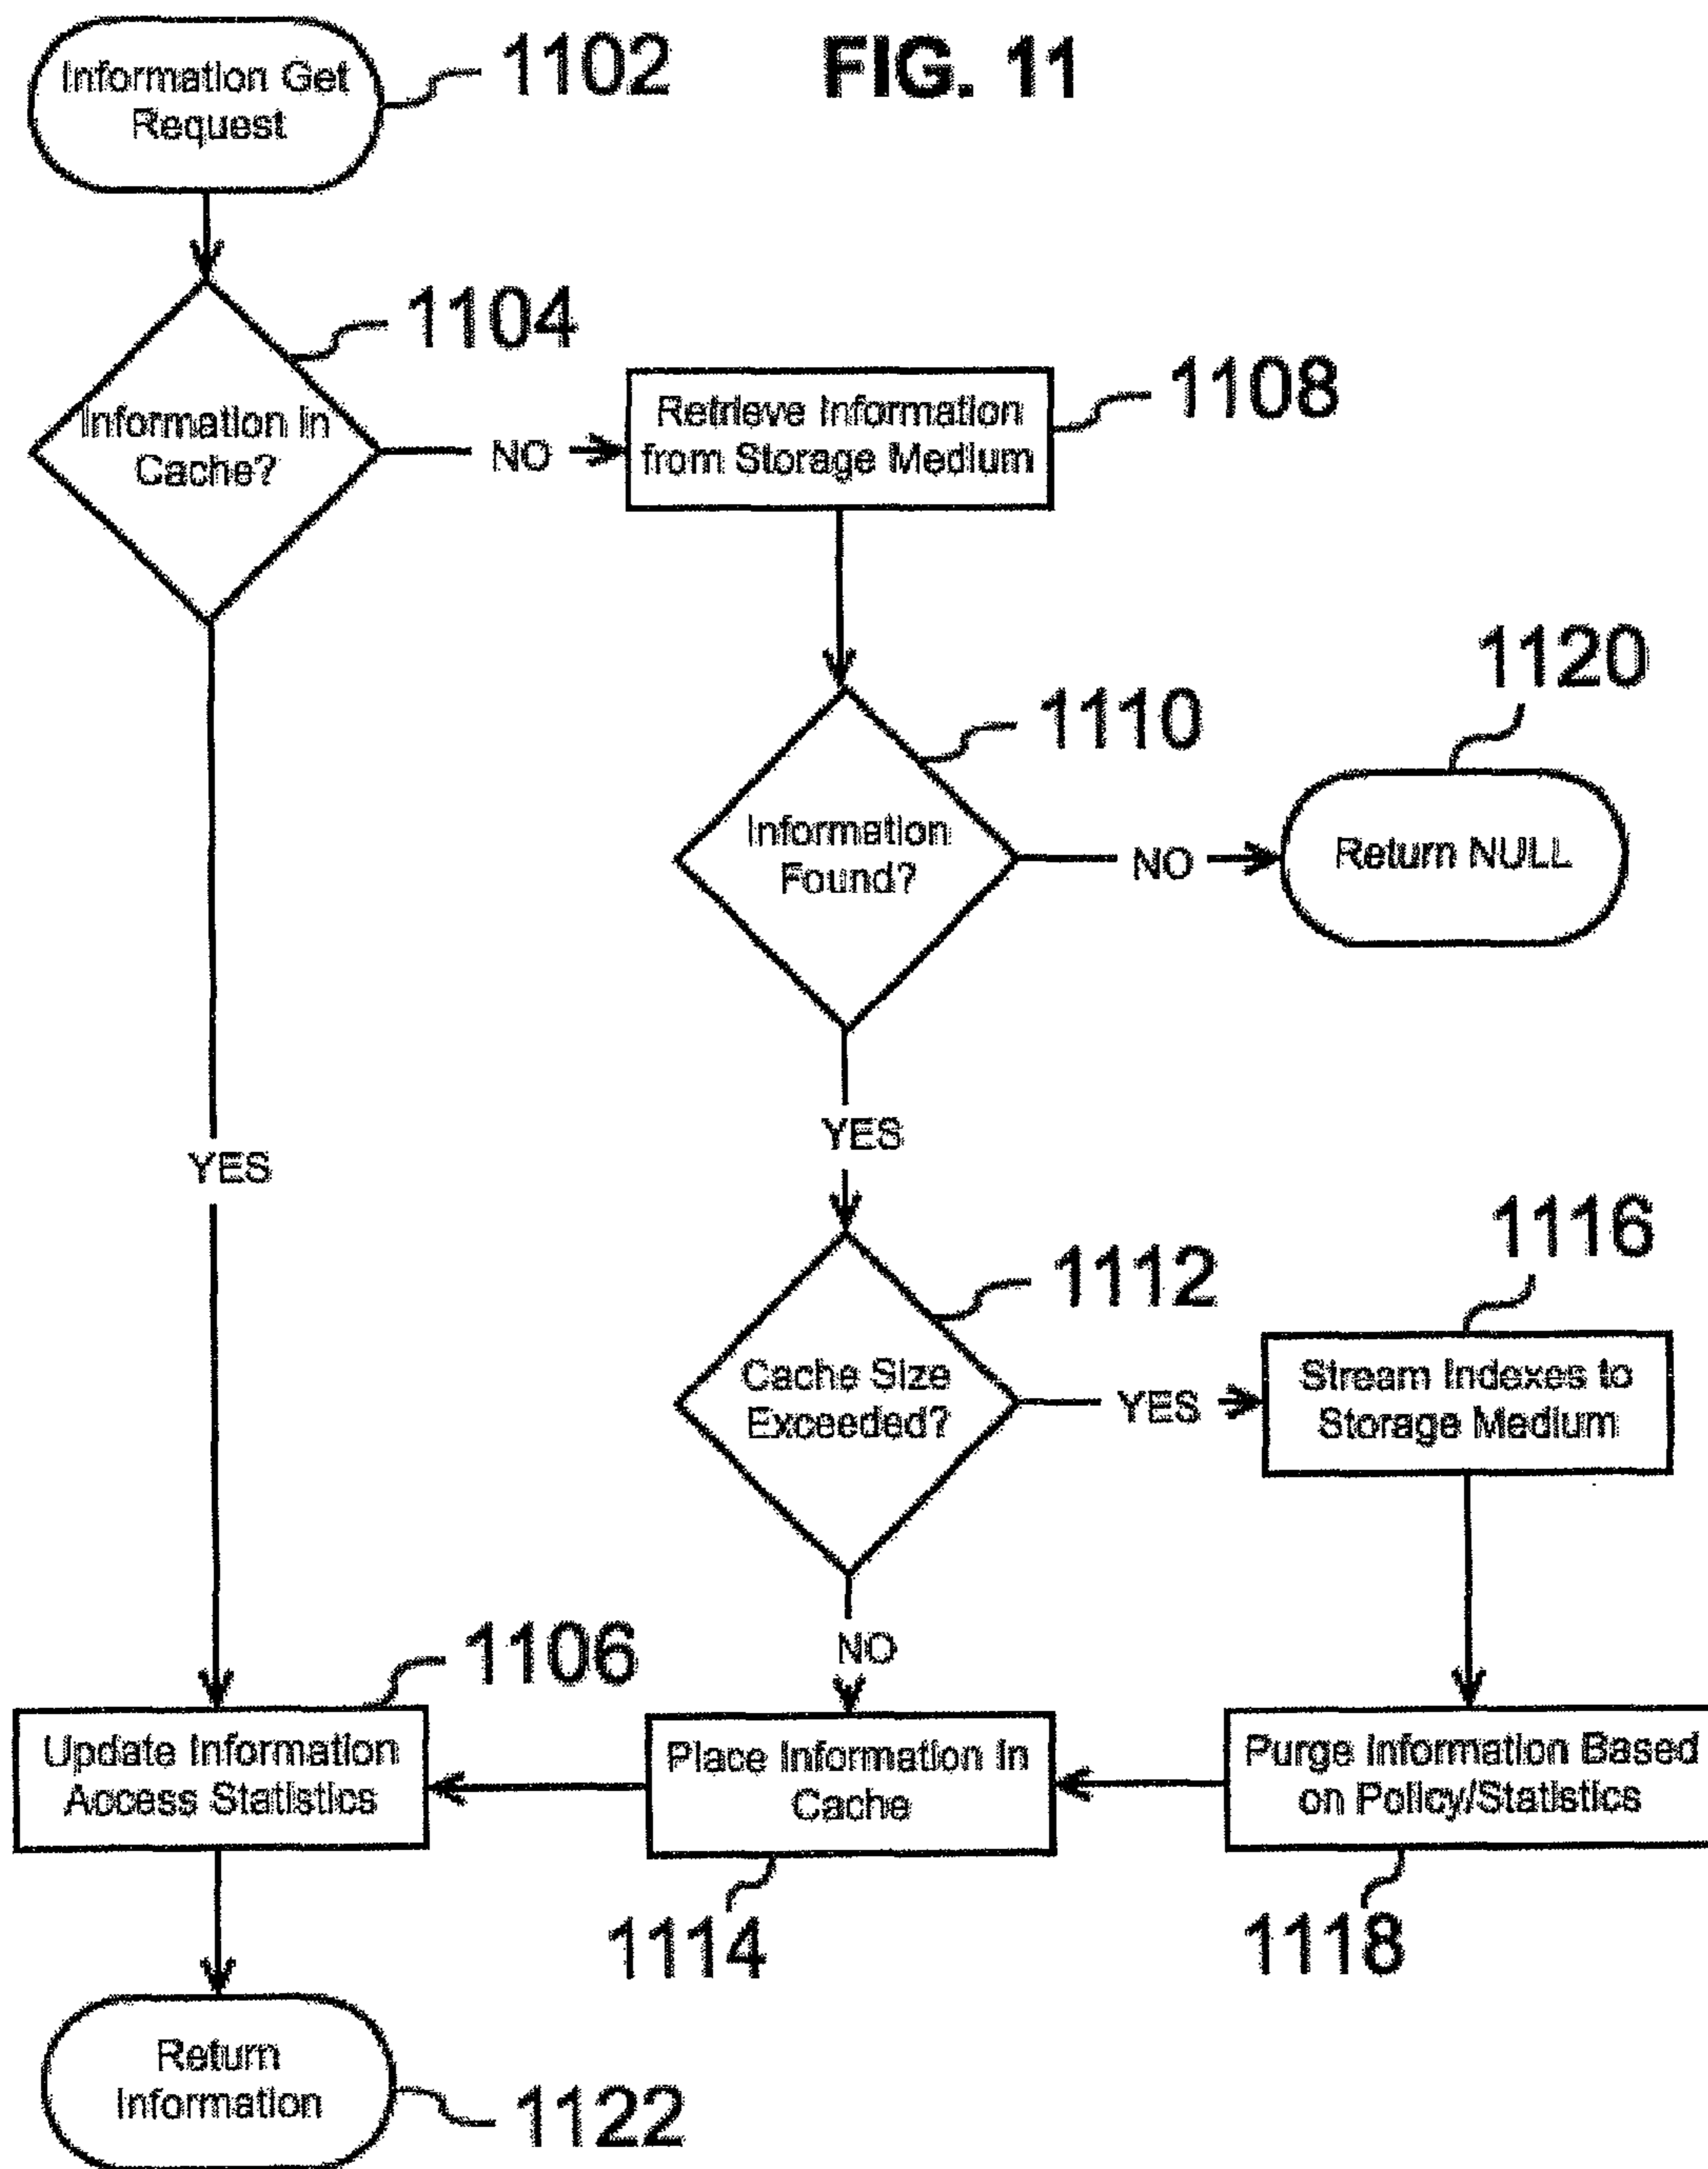 Information Get
Request
1102
FIG. 11
1104
Information in
Cache?
NO
Retrieve Information
from Storage Medium
1108
1110
Information
Found?
NO
1120
Return NULL
YES
YES
1112
Cache Size
Exceeded?
YES
1116
Stream Indexes to
Storage Medium
NO
1106
Update Information
Access Statistics
Place Information in
Cache
1114
Purge Information Based
on Policy/Statistics
1118
Return
Information
1122